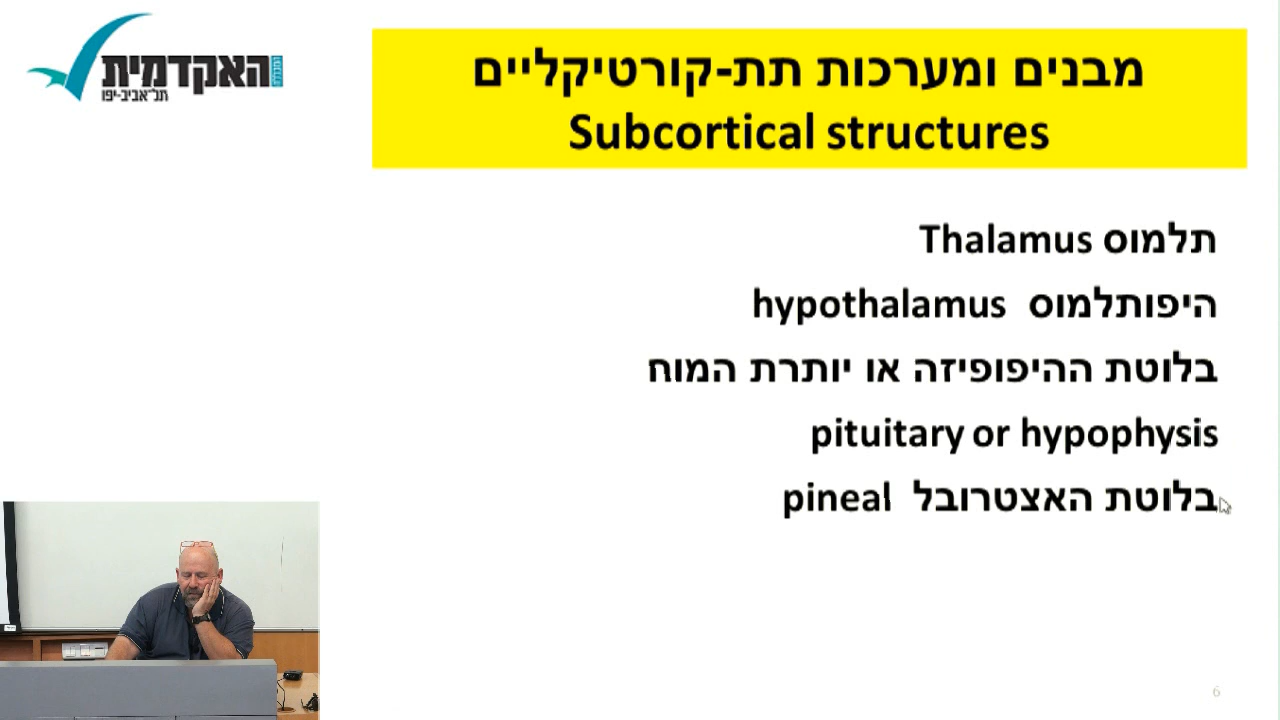 האקדמית
תל־אביב-יפו
מבנים ומערכות תת-קורטיקליים
Subcortical structures
תלמוס Thalamus
היפותלמוס hypothalamus
בלוטת ההיפופיזה או יותרת המוח
pituitary or hypophysis
בלוטת האצטרובל pineal
6